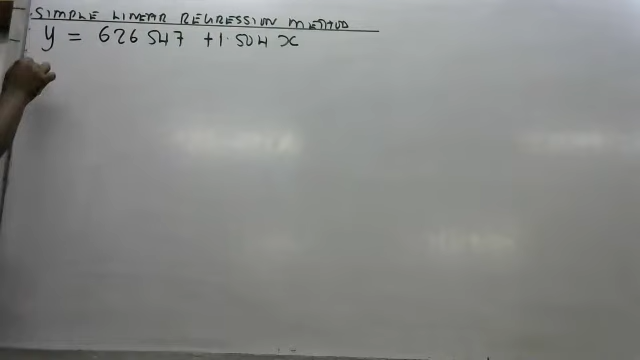 SIMPLE LINEAR REGRESSION METHOD
y = 626 547 + 1.504 x